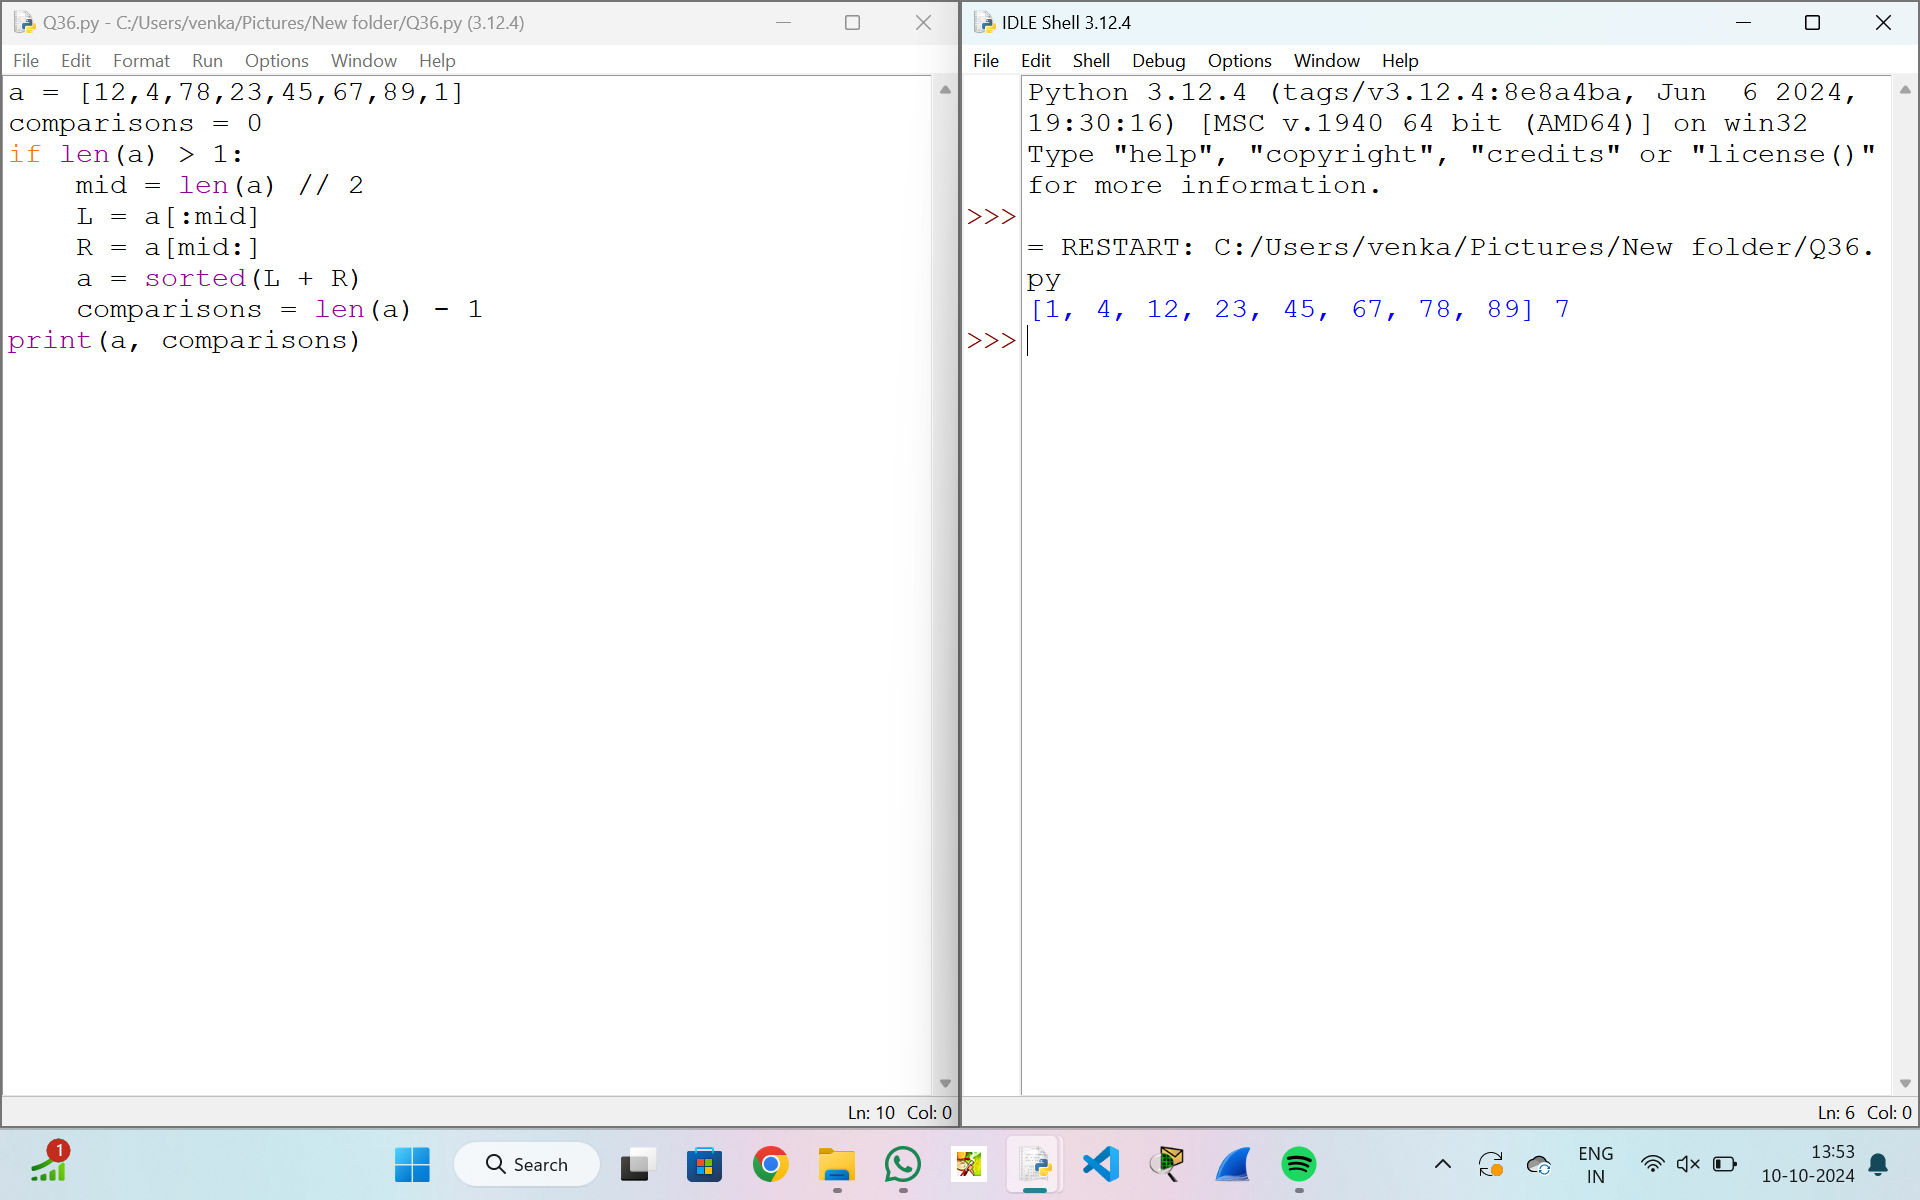 Q36.py - C:/Users/venka/Pictures/New folder/Q36.py (3.12.4)
File Edit Format Run Options Window Help
a = [12,4,78,23,45,67,89,1]
comparisons = 0
if len(a) > 1:
    mid = len(a) // 2
    L = a[:mid]
    R = a[mid:]
    a = sorted(L + R)
    comparisons = len(a) - 1
print(a, comparisons)
Ln: 10 Col: 0
IDLE Shell 3.12.4
File Edit Shell Debug Options Window Help
Python 3.12.4 (tags/v3.12.4:8e8a4ba, Jun  6 2024,
19:30:16) [MSC v.1940 64 bit (AMD64)] on win32
Type "help", "copyright", "credits" or "license()"
for more information.
>>>
= RESTART: C:/Users/venka/Pictures/New folder/Q36.
py
[1, 4, 12, 23, 45, 67, 78, 89] 7
>>>
Ln: 6 Col: 0
1
Search
ENG
IN
13:53
10-10-2024